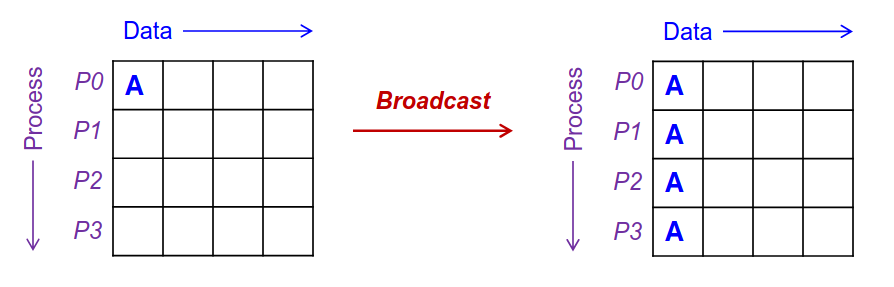 Data
Data
Process
P0
A
P1
P2
P3
Broadcast
Process
P0
A
P1
A
P2
A
P3
A